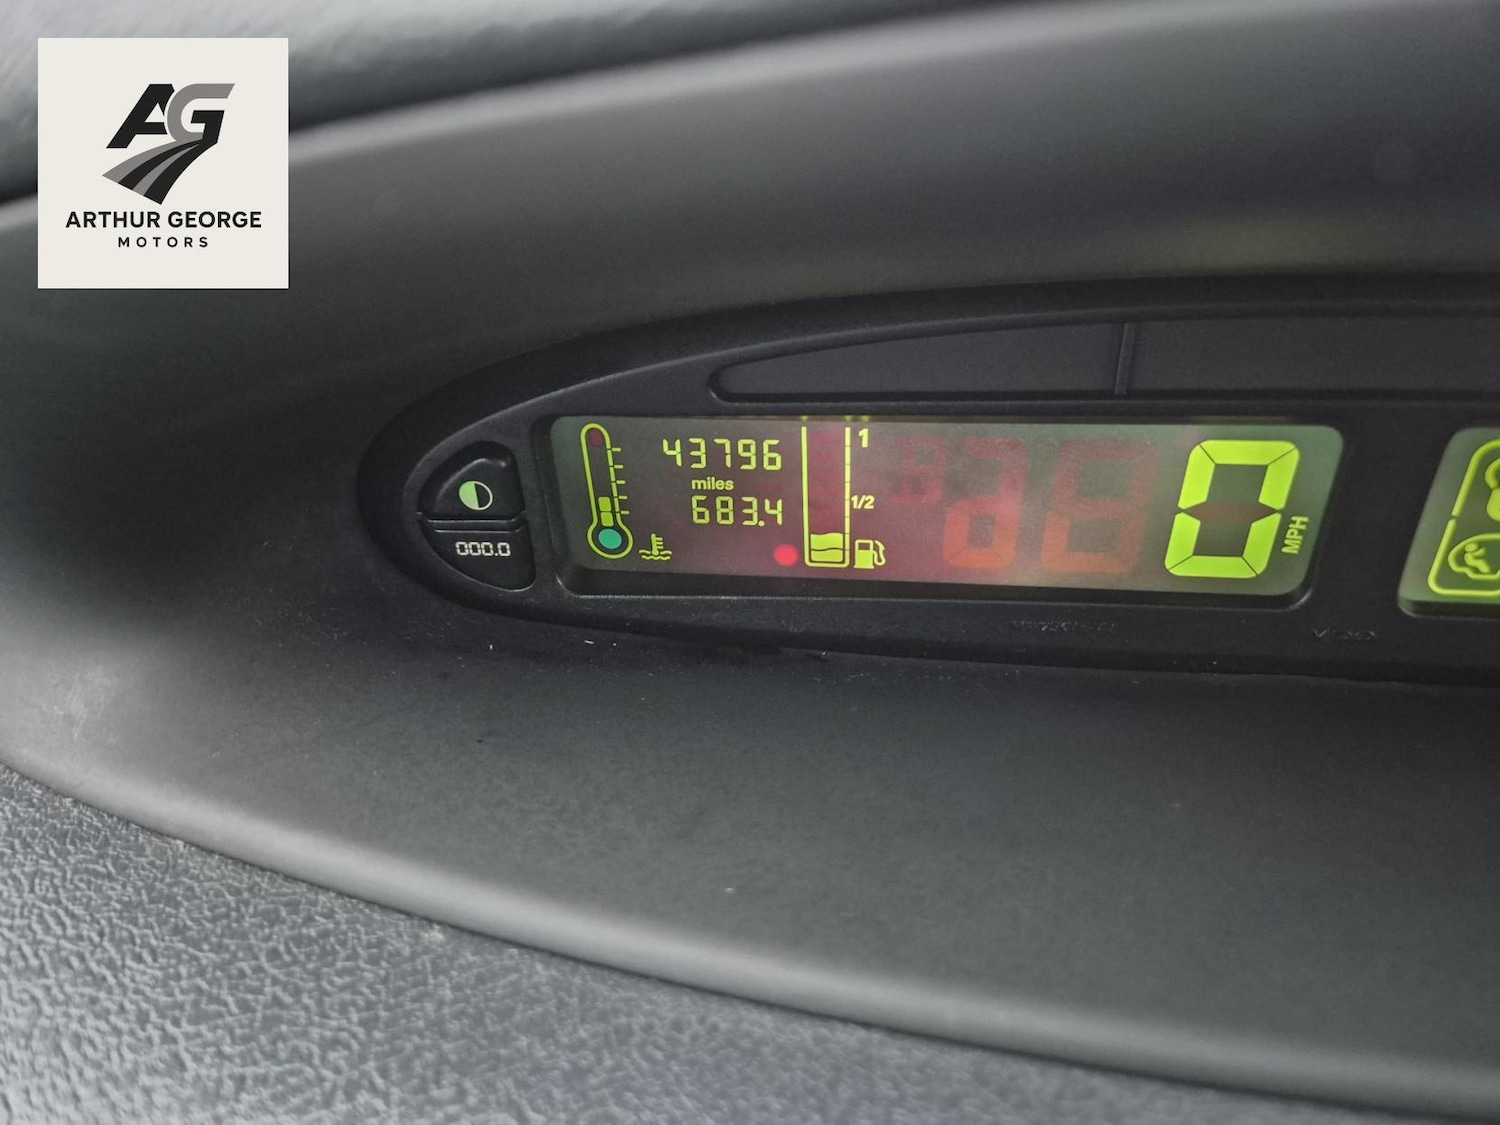 AG
ARTHUR GEORGE
MOTORS
43796
miles
683.4
1
1/2
0
MPH
000.0